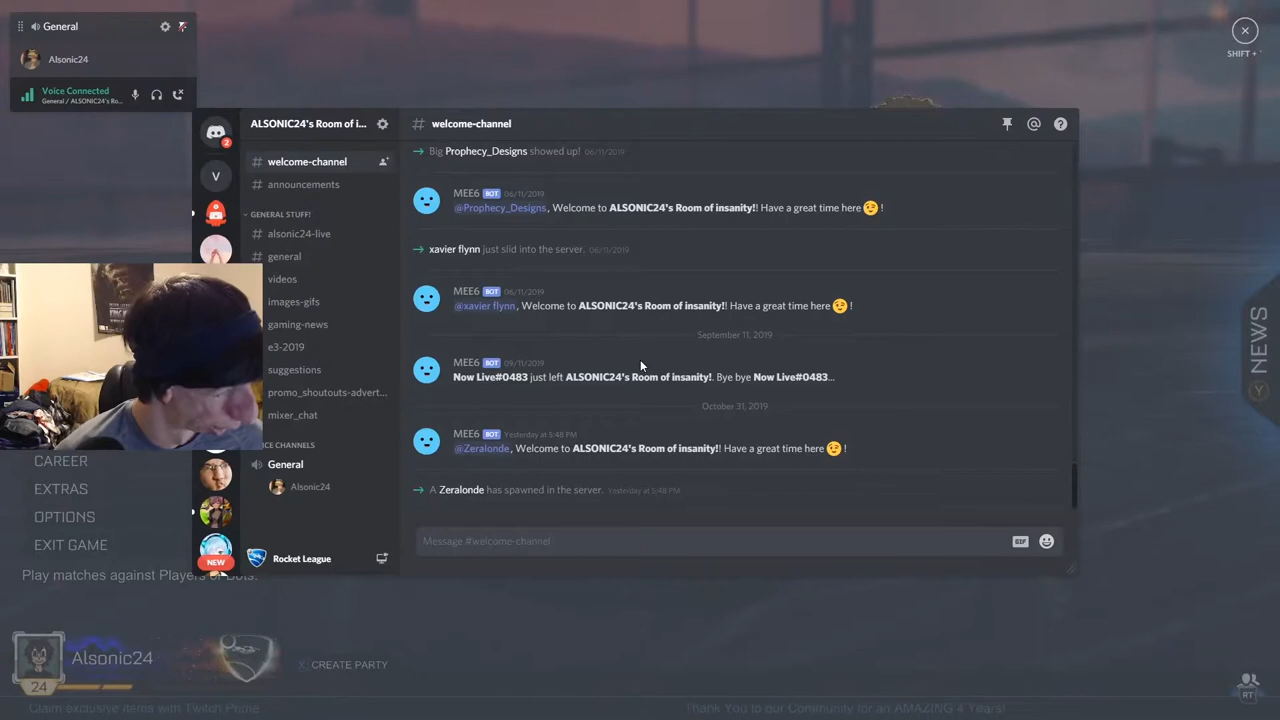 General
Alsonic24
Voice Connected
General / ALSONIC24's Ro...
SHIFT + `
2
ALSONIC24's Room of i...
V
# welcome-channel
# announcements
GENERAL STUFF!
# alsonic24-live
# general
videos
images-gifs
gaming-news
e3-2019
suggestions
promo_shoutouts-advert...
mixer_chat
ICE CHANNELS
General
Alsonic24
NEW
Rocket League
# welcome-channel
Big Prophecy_Designs showed up! 06/11/2019
MEE6 BOT 06/11/2019
@Prophecy_Designs, Welcome to ALSONIC24's Room of insanity!! Have a great time here 😉 !
xavier flynn just slid into the server. 06/11/2019
MEE6 BOT 06/11/2019
@xavier flynn, Welcome to ALSONIC24's Room of insanity!! Have a great time here 😉 !
September 11, 2019
MEE6 BOT 09/11/2019
Now Live#0483 just left ALSONIC24's Room of insanity!. Bye bye Now Live#0483...
October 31, 2019
MEE6 BOT Yesterday at 5:48 PM
@Zeralonde, Welcome to ALSONIC24's Room of insanity!! Have a great time here 😉 !
A Zeralonde has spawned in the server. Yesterday at 5:48 PM
Message #welcome-channel
GIF
NEWS
Y
CAREER
EXTRAS
OPTIONS
EXIT GAME
Play matches against Players or Bots.
Alsonic24
24
X CREATE PARTY
RT
Claim exclusive items with Twitch Prime
Thank You to our Community for an AMAZING 4 Years!